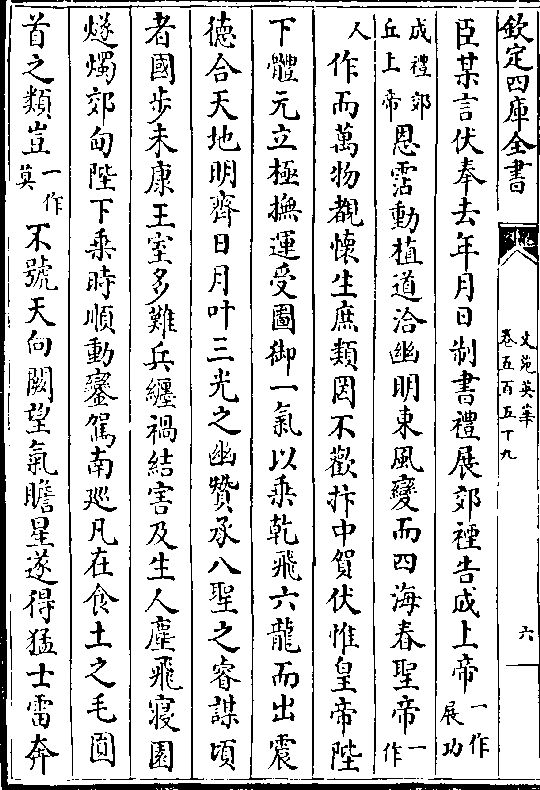 欽定四庫全書
文苑英華
卷五百五十九
六
臣某言伏奉去年月日制書禮展郊禋告成上帝一作展功
成禮郊丘上帝恩霑動植道洽幽明東風變而四海春聖帝一作
人作而萬物覩懷生庶類罔不歡抃中賀伏惟皇帝陛
下體元立極撫運受圖御一氣以乗乾飛六龍而出震
德合天地明齊日月叶三光之幽贊承八聖之睿謀頃
者國步未康王室多難兵纏禍結害及生人塵飛寢園
燧燭郊甸陛下乗時順動鑾駕南廵凡在食土之毛圓
首之類豈一作莫不號天向闕望氣瞻星遂得猛士雷奔